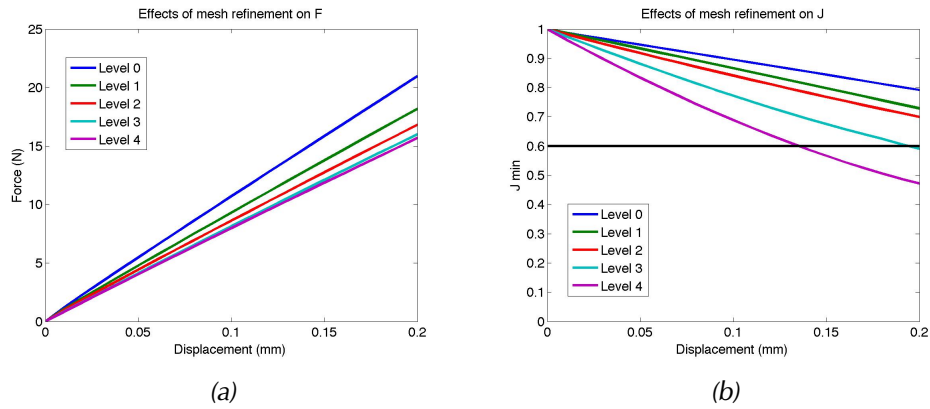 Effects of mesh refinement on F
25
20
15
10
5
0
0
0.05
0.1
0.15
0.2
Force (N)
Displacement (mm)
Level 0
Level 1
Level 2
Level 3
Level 4
(a)
Effects of mesh refinement on J
1
0.9
0.8
0.7
0.6
0.5
0.4
0.3
0.2
0.1
0
0
0.05
0.1
0.15
0.2
J min
Displacement (mm)
Level 0
Level 1
Level 2
Level 3
Level 4
(b)